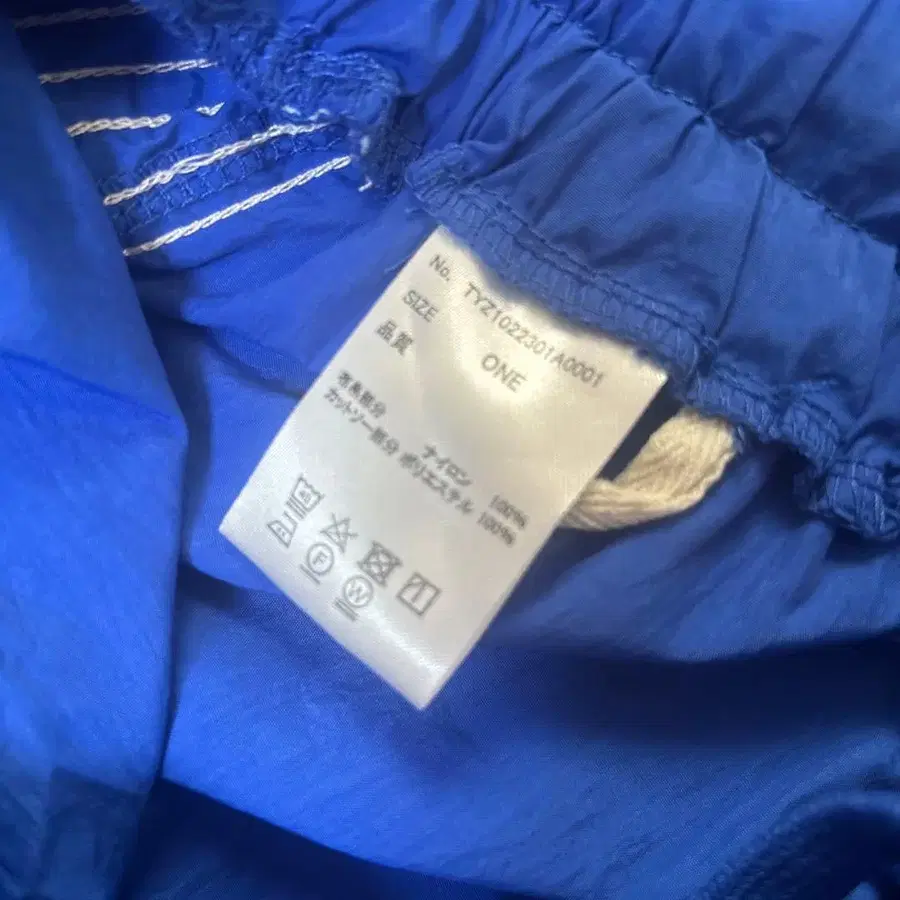 No. TYZ1022301A0001
SIZE ONE
品質
布帛部分 ナイロン 100%
カットソー部分 ポリエステル 100%
F
W